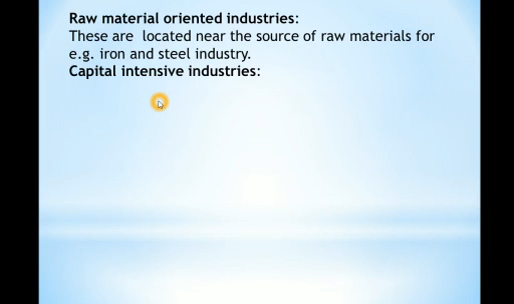 Raw material oriented industries:
These are located near the source of raw materials for
e.g. iron and steel industry.
Capital intensive industries: